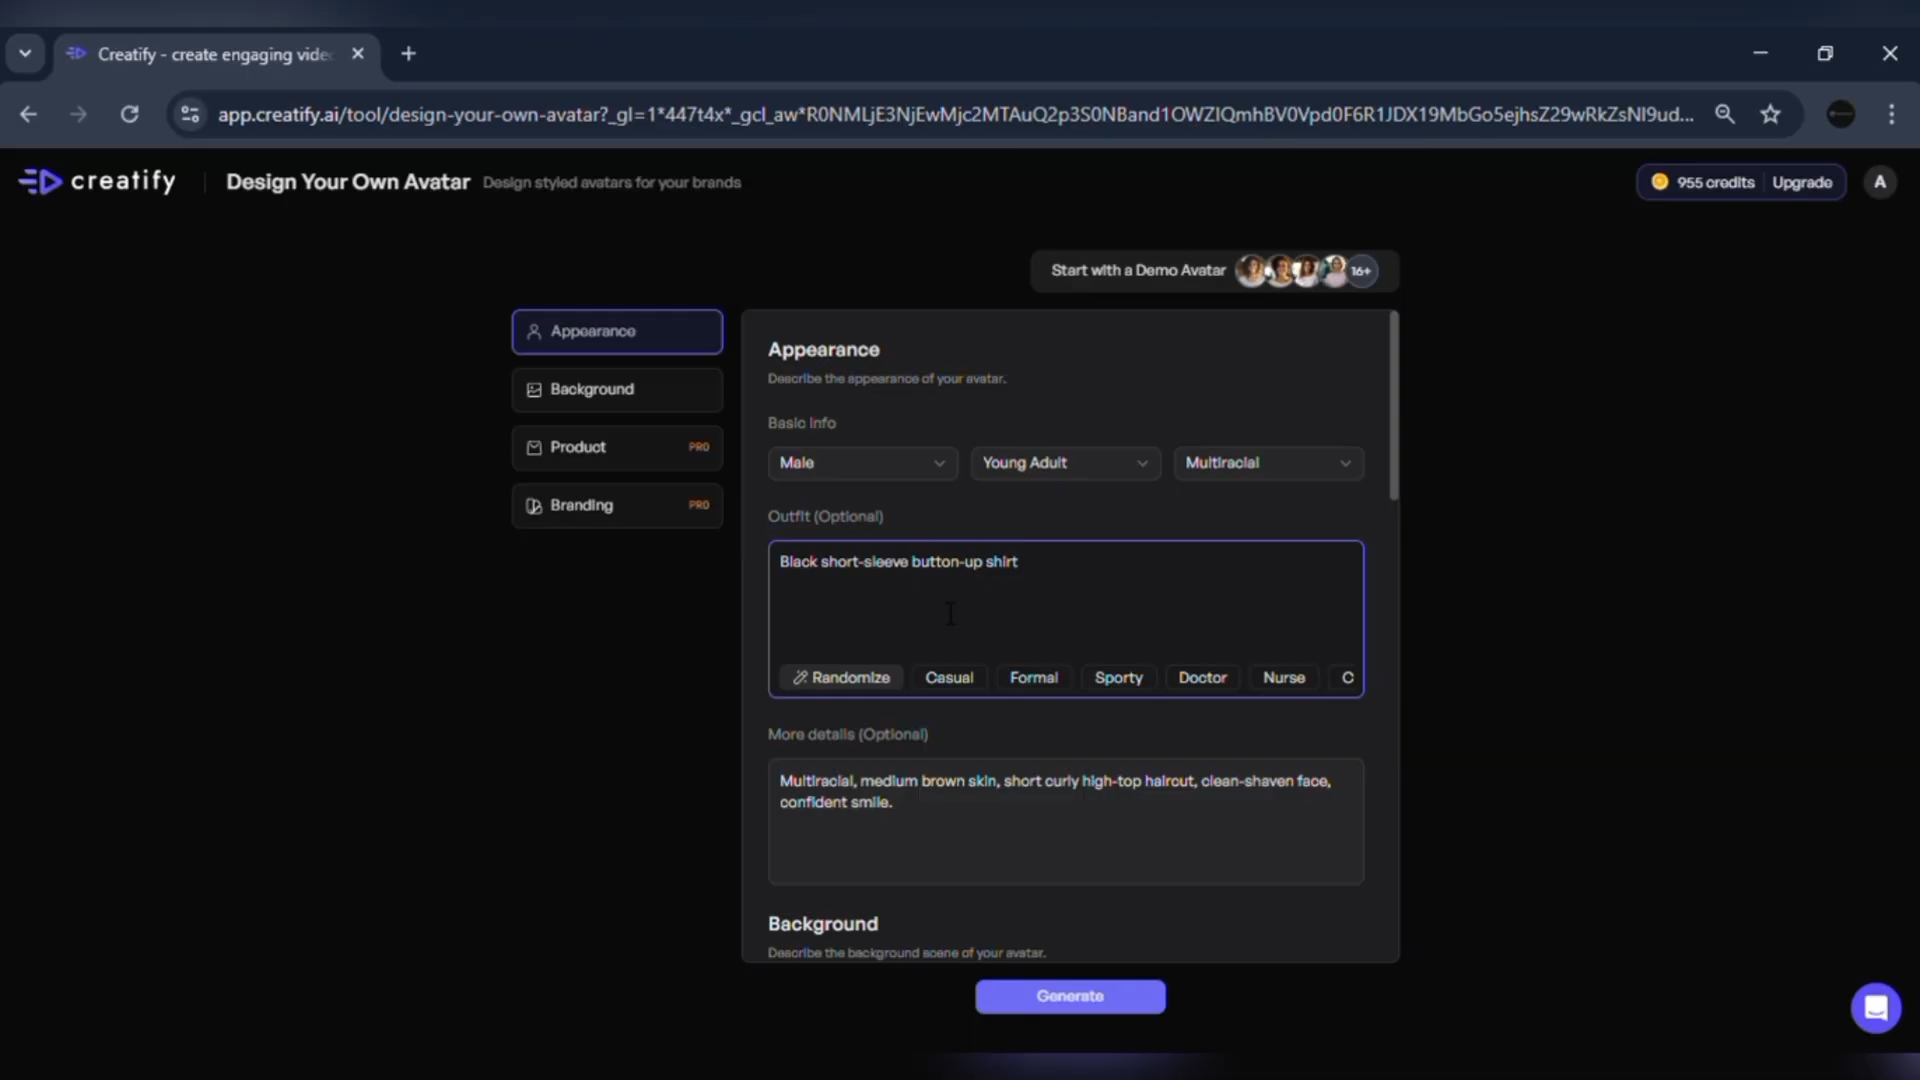 Creatify - create engaging vide
app.creatify.ai/tool/design-your-own-avatar?_gl=1*447t4x*_gcl_aw*R0NMLjE3NjEwMjc2MTAuQ2p3S0NBand1OWZIQmhBV0Vpd0F6R1JDX19MbGo5ejhsZ29wRkZsNI9ud...
creatify
Design Your Own Avatar
Design styled avatars for your brands
955 credits
Upgrade
A
Start with a Demo Avatar
16+
Appearance
Background
Product
PRO
Branding
PRO
Appearance
Describe the appearance of your avatar.
Basic Info
Male
Young Adult
Multiracial
Outfit (Optional)
Black short-sleeve button-up shirt
Randomize
Casual
Formal
Sporty
Doctor
Nurse
C
More details (Optional)
Multiracial, medium brown skin, short curly high-top haircut, clean-shaven face,
confident smile.
Background
Describe the background scene of your avatar.
Generate